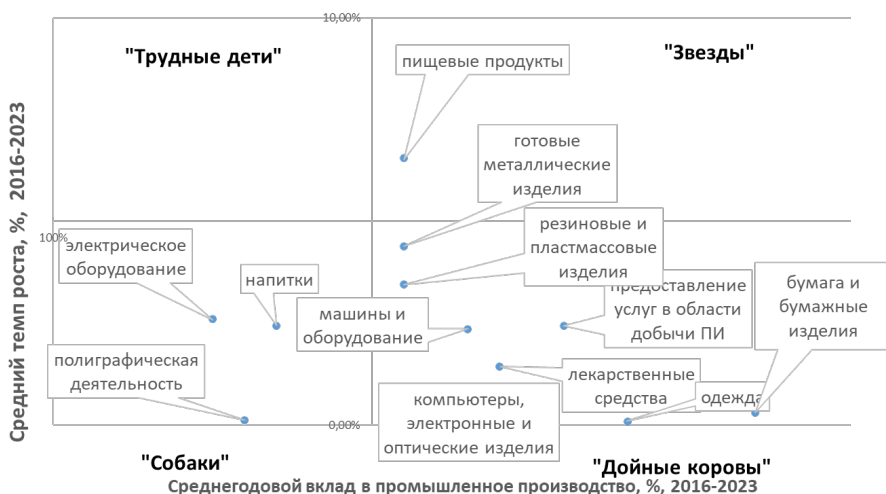 10,00%
"Трудные дети"
"Звезды"
пищевые продукты
готовые
металлические
изделия
Средний темп роста, %, 2016-2023
100%
электрическое
оборудование
напитки
резиновые и
пластмассовые
изделия
машины и
оборудование
предоставление
услуг в области
добычи ПИ
бумага и
бумажные
изделия
полиграфическая
деятельность
лекарственные
средства
одежда
компьютеры,
электронные и
оптические изделия
0,00%
"Собаки"
"Дойные коровы"
Среднегодовой вклад в промышленное производство, %, 2016-2023